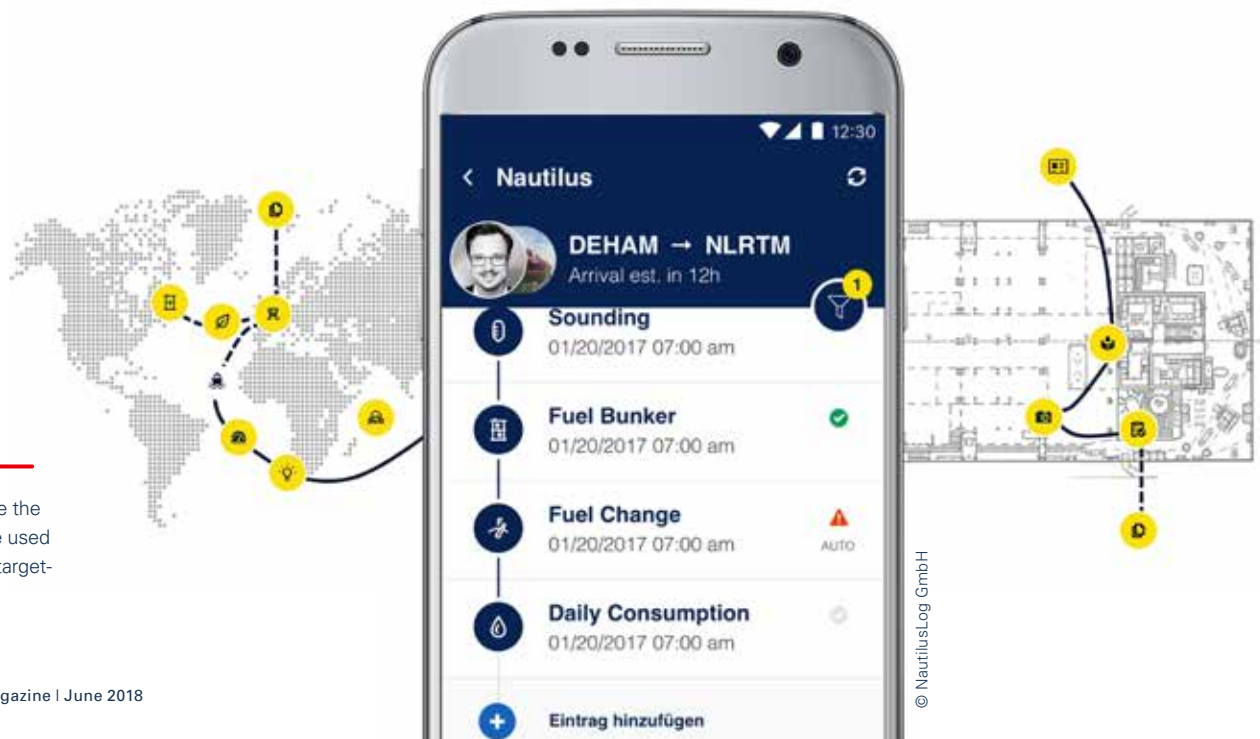 12:30
Nautilus
DEHAM → NLRTM
Arrival est. in 12h
1
Sounding
01/20/2017 07:00 am
Fuel Bunker
01/20/2017 07:00 am
Fuel Change
01/20/2017 07:00 am
AUTO
Daily Consumption
01/20/2017 07:00 am
Eintrag hinzufügen
e the
e used
target-
gazine | June 2018
© NautilusLog GmbH